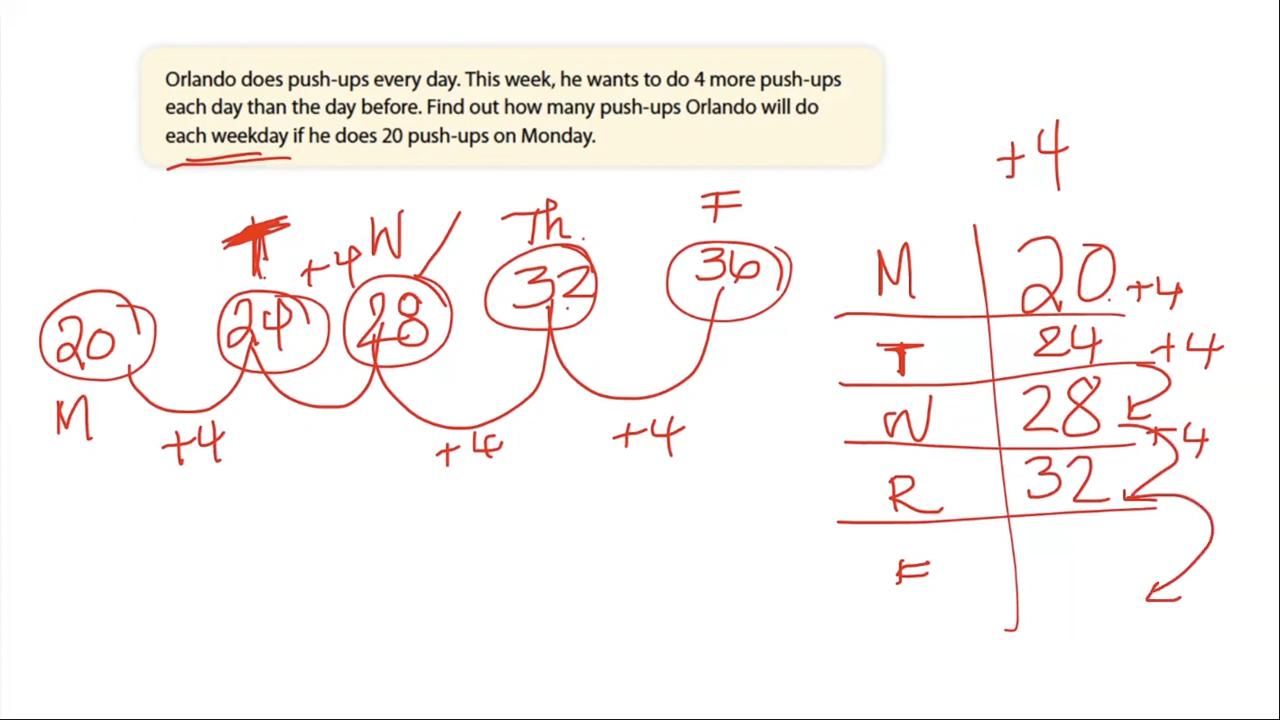 Orlando does push-ups every day. This week, he wants to do 4 more push-ups
each day than the day before. Find out how many push-ups Orlando will do
each weekday if he does 20 push-ups on Monday.
+4
T W Th. F
+4
20 24 28 32 36
M
+4 +4 +4
M 20 +4
T 24 +4
W 28 +4
R 32
F